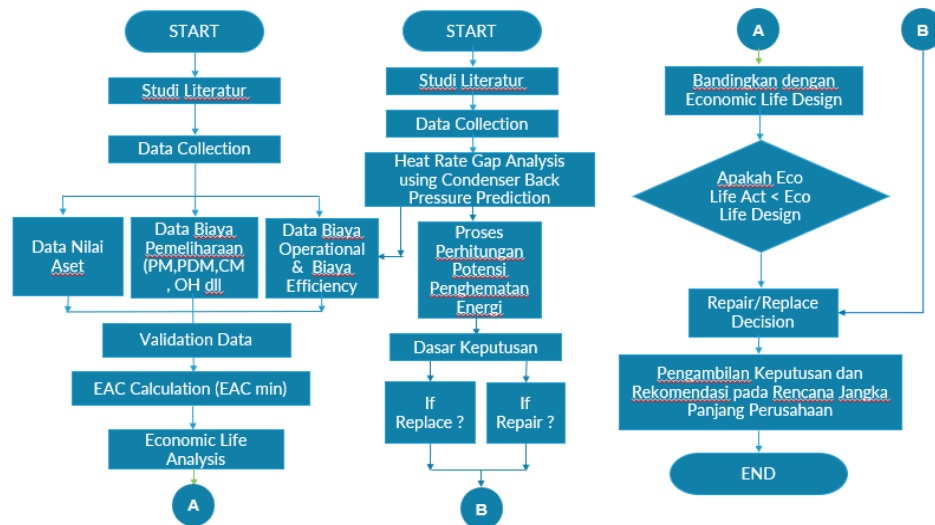 START
Studi Literatur
Data Collection
Data Nilai
Aset
Data Biaya
Pemeliharaan
(PM,PDM,CM
, OH dll
Data Biaya
Operational
& Biaya
Efficiency
Validation Data
EAC Calculation (EAC min)
Economic Life
Analysis
A
START
Studi Literatur
Data Collection
Heat Rate Gap Analysis
using Condenser Back
Pressure Prediction
Proses
Perhitungan
Potensi
Penghematan
Energi
Dasar Keputusan
If
Replace ?
If
Repair ?
B
A
B
Bandingkan dengan
Economic Life Design
Apakah Eco
Life Act < Eco
Life Design
Repair/Replace
Decision
Pengambilan Keputusan dan
Rekomendasi pada Rencana Jangka
Panjang Perusahaan
END